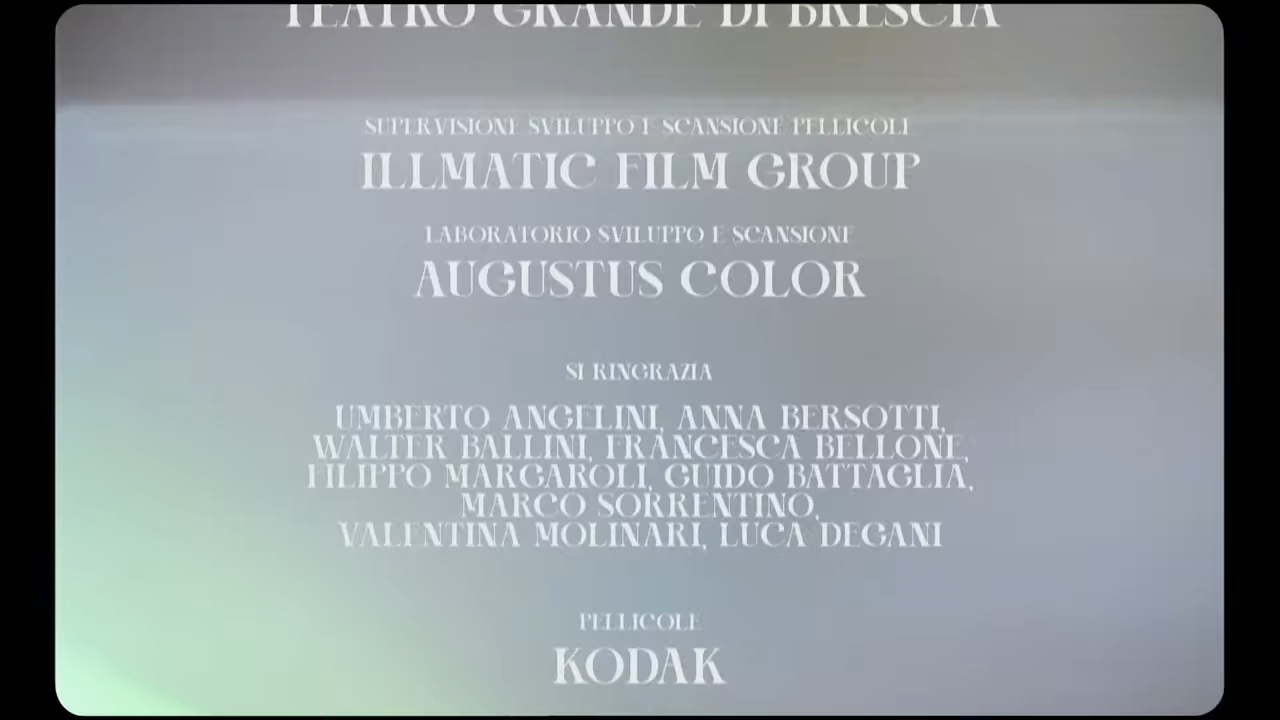 TEATRO GRANDE DI BRESCIA
SUPERVISIONE SVILUPPO E SCANSIONE PELLICOLE
ILLMATIC FILM GROUP
LABORATORIO SVILUPPO E SCANSIONE
AUGUSTUS COLOR
SI RINGRAZIA
UMBERTO ANGELINI, ANNA BERSOTTI,
WALTER BALLINI, FRANCESCA BELLONE,
FILIPPO MARGAROLI, GUIDO BATTAGLIA,
MARCO SORRENTINO,
VALENTINA MOLINARI, LUCA DEGANI
PELLICOLE
KODAK